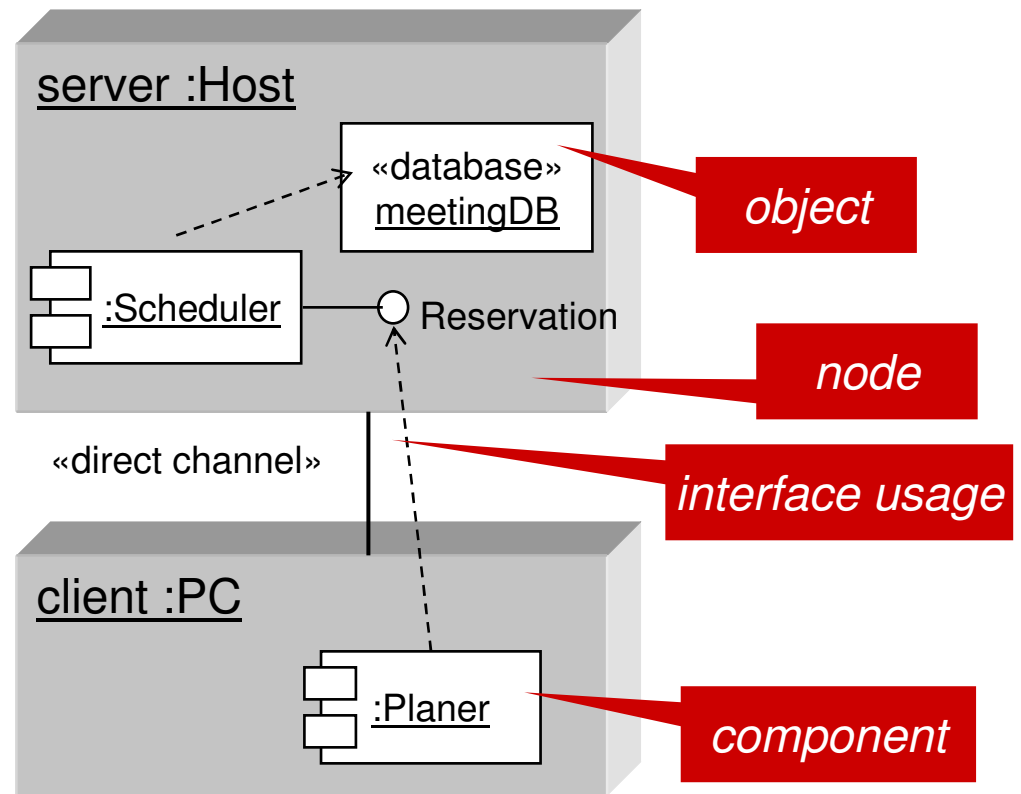 server :Host
«database»
meetingDB
object
:Scheduler
Reservation
node
«direct channel»
interface usage
client :PC
:Planer
component